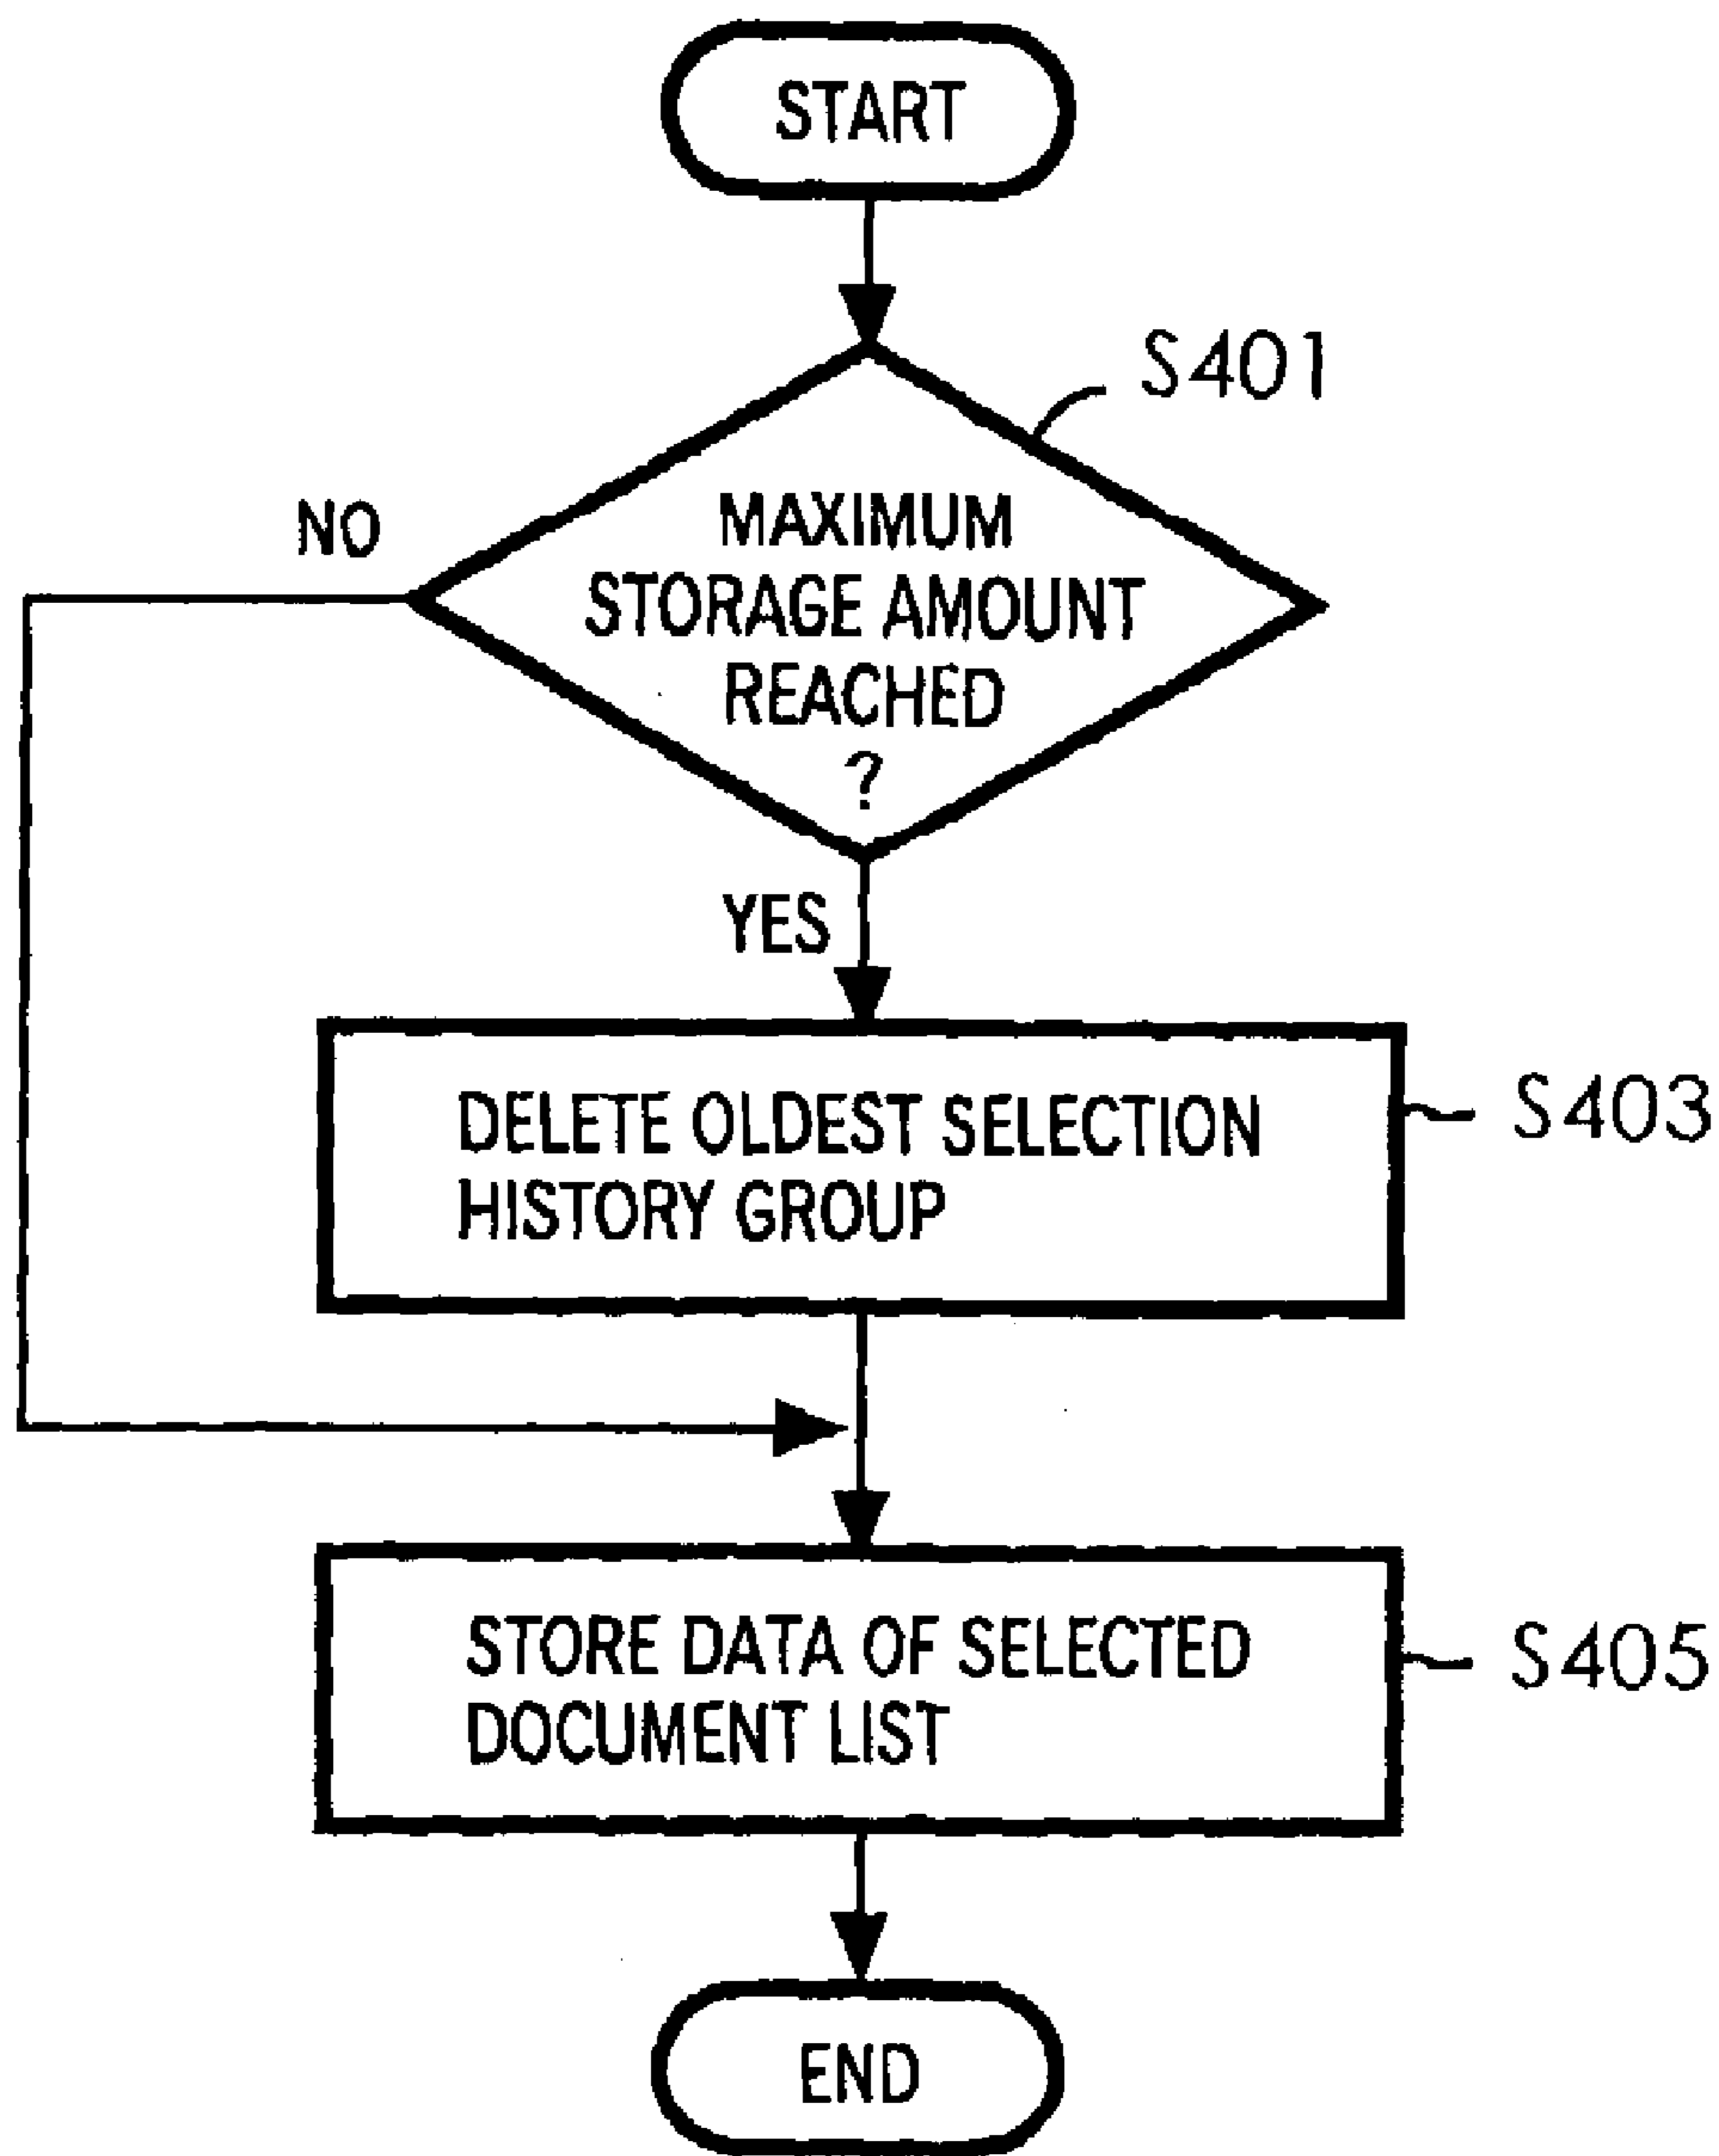 START
S401
NO
MAXIMUM
STORAGE AMOUNT
REACHED
?
YES
DELETE OLDEST SELECTION
HISTORY GROUP
S403
STORE DATA OF SELECTED
DOCUMENT LIST
S405
END